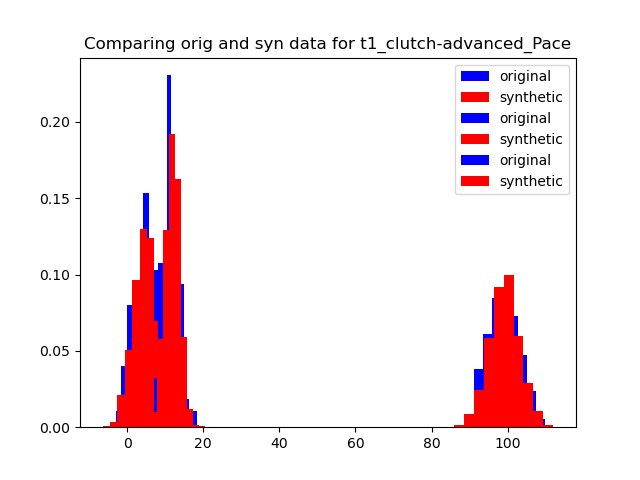 Comparing orig and syn data for t1_clutch-advanced_Pace
original
synthetic
original
synthetic
original
synthetic
0.20
0.15
0.10
0.05
0.00
0 20 40 60 80 100